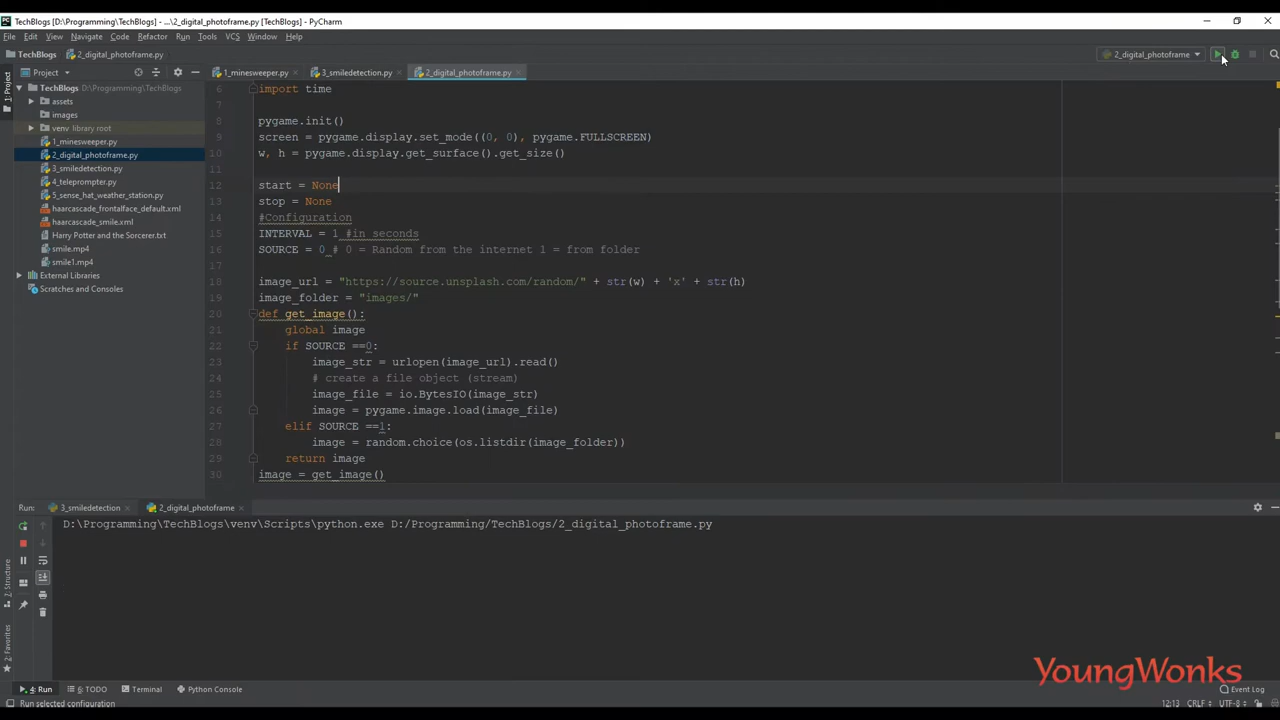 TechBlogs [D:\Programming\TechBlogs] - ...\2_digital_photoframe.py [TechBlogs] - PyCharm
File Edit View Navigate Code Refactor Run Tools VCS Window Help
TechBlogs 2_digital_photoframe.py 2_digital_photoframe
Project 1_minesweeper.py 3_smiledetection.py 2_digital_photoframe.py
1: Project
TechBlogs D:\Programming\TechBlogs
assets
images
venv library root
1_minesweeper.py
2_digital_photoframe.py
3_smiledetection.py
4_teleprompter.py
5_sense_hat_weather_station.py
haarcascade_frontalface_default.xml
haarcascade_smile.xml
Harry Potter and the Sorcerer.txt
smile.mp4
smile1.mp4
External Libraries
Scratches and Consoles
6 import time
7
8 pygame.init()
9 screen = pygame.display.set_mode((0, 0), pygame.FULLSCREEN)
10 w, h = pygame.display.get_surface().get_size()
11
12 start = None
13 stop = None
14 #Configuration
15 INTERVAL = 1 #in seconds
16 SOURCE = 0 # 0 = Random from the internet 1 = from folder
17
18 image_url = "https://source.unsplash.com/random/" + str(w) + 'x' + str(h)
19 image_folder = "images/"
20 def get_image():
21 global image
22 if SOURCE ==0:
23 image_str = urlopen(image_url).read()
24 # create a file object (stream)
25 image_file = io.BytesIO(image_str)
26 image = pygame.image.load(image_file)
27 elif SOURCE ==1:
28 image = random.choice(os.listdir(image_folder))
29 return image
30 image = get_image()
Run: 3_smiledetection 2_digital_photoframe
D:\Programming\TechBlogs\venv\Scripts\python.exe D:/Programming/TechBlogs/2_digital_photoframe.py
7: Structure
2: Favorites
YoungWonks
4: Run 6: TODO Terminal Python Console Event Log
Run selected configuration 12:13 CRLF UTF-8